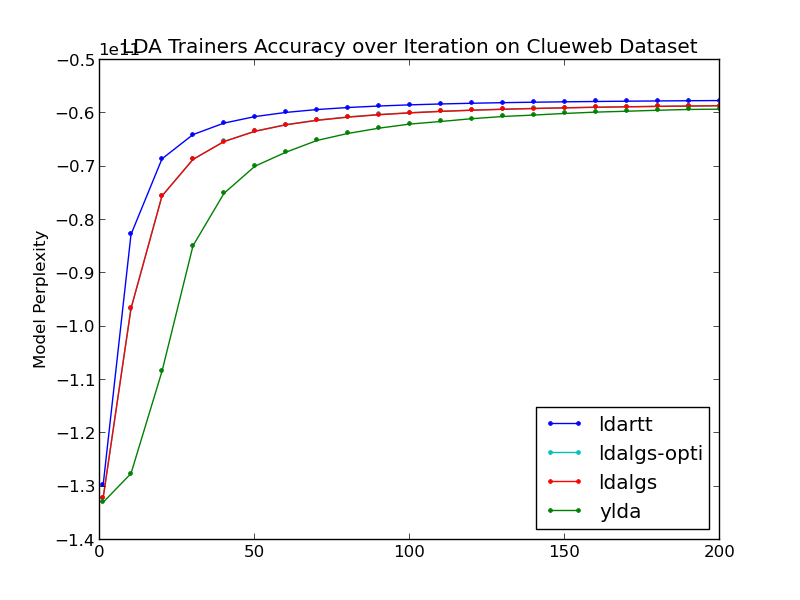 1e11
LDA Trainers Accuracy over Iteration on Clueweb Dataset
Model Perplexity
−0.5
−0.6
−0.7
−0.8
−0.9
−1.0
−1.1
−1.2
−1.3
−1.4
0
50
100
150
200
ldartt
ldalgs-opti
ldalgs
ylda